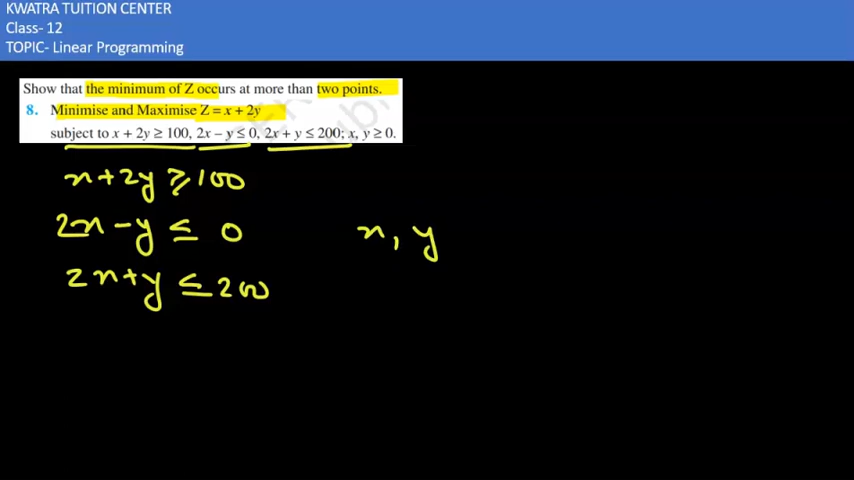 KWATRA TUITION CENTER
Class- 12
TOPIC- Linear Programming
Show that the minimum of Z occurs at more than two points.
8. Minimise and Maximise Z = x + 2y
subject to x + 2y ≥ 100, 2x – y ≤ 0, 2x + y ≤ 200; x, y ≥ 0.
x + 2y ≥ 100
2x - y ≤ 0 x, y
2x + y ≤ 200